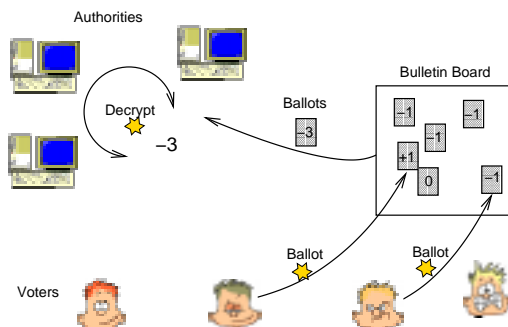 Authorities
Bulletin Board
Decrypt
−3
Ballots
−3
−1
−1
−1
+1
0
−1
Ballot
Ballot
Voters